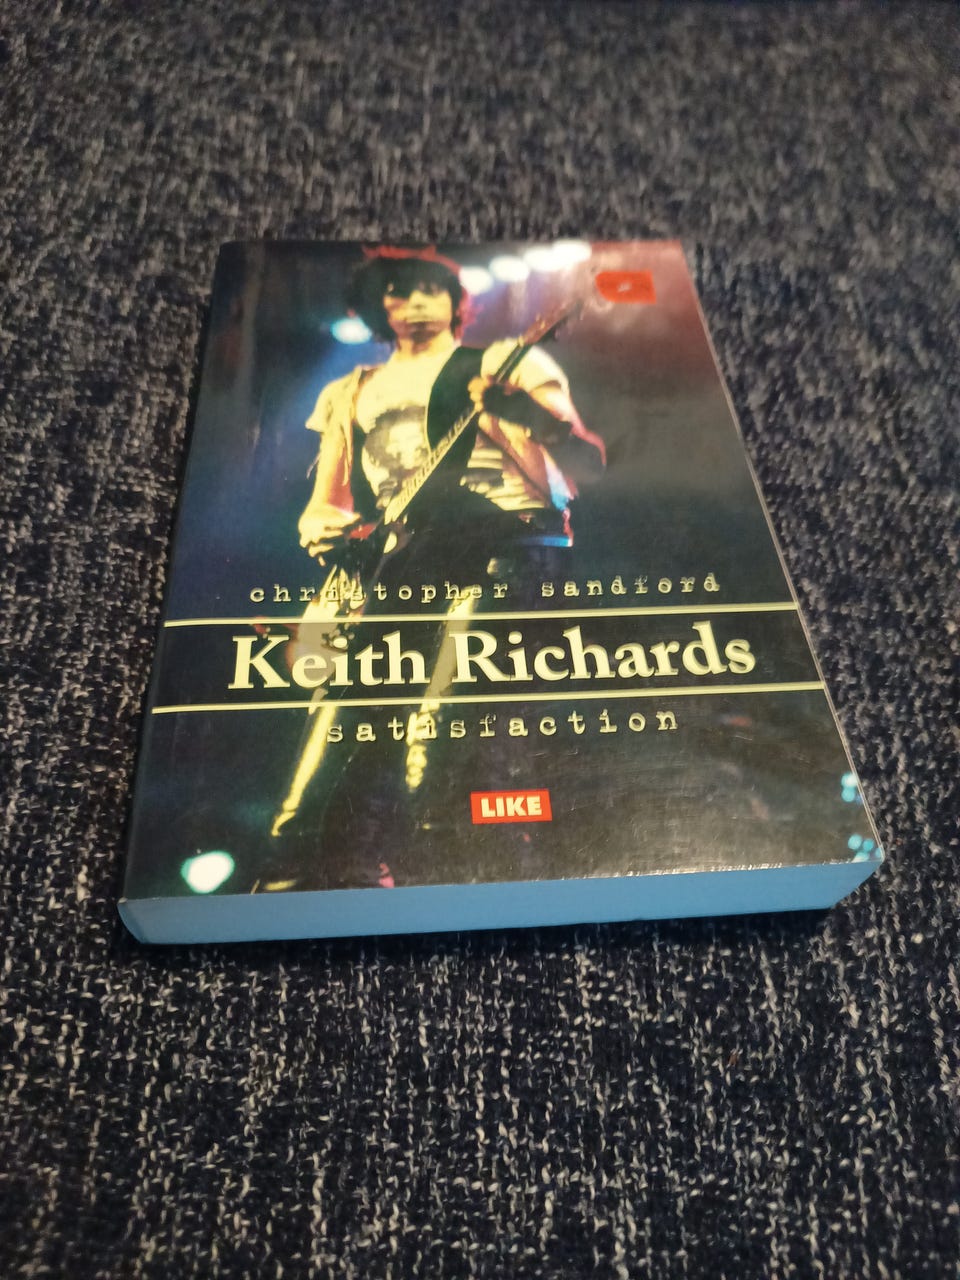 christopher sandford
Keith Richards
satisfaction
LIKE